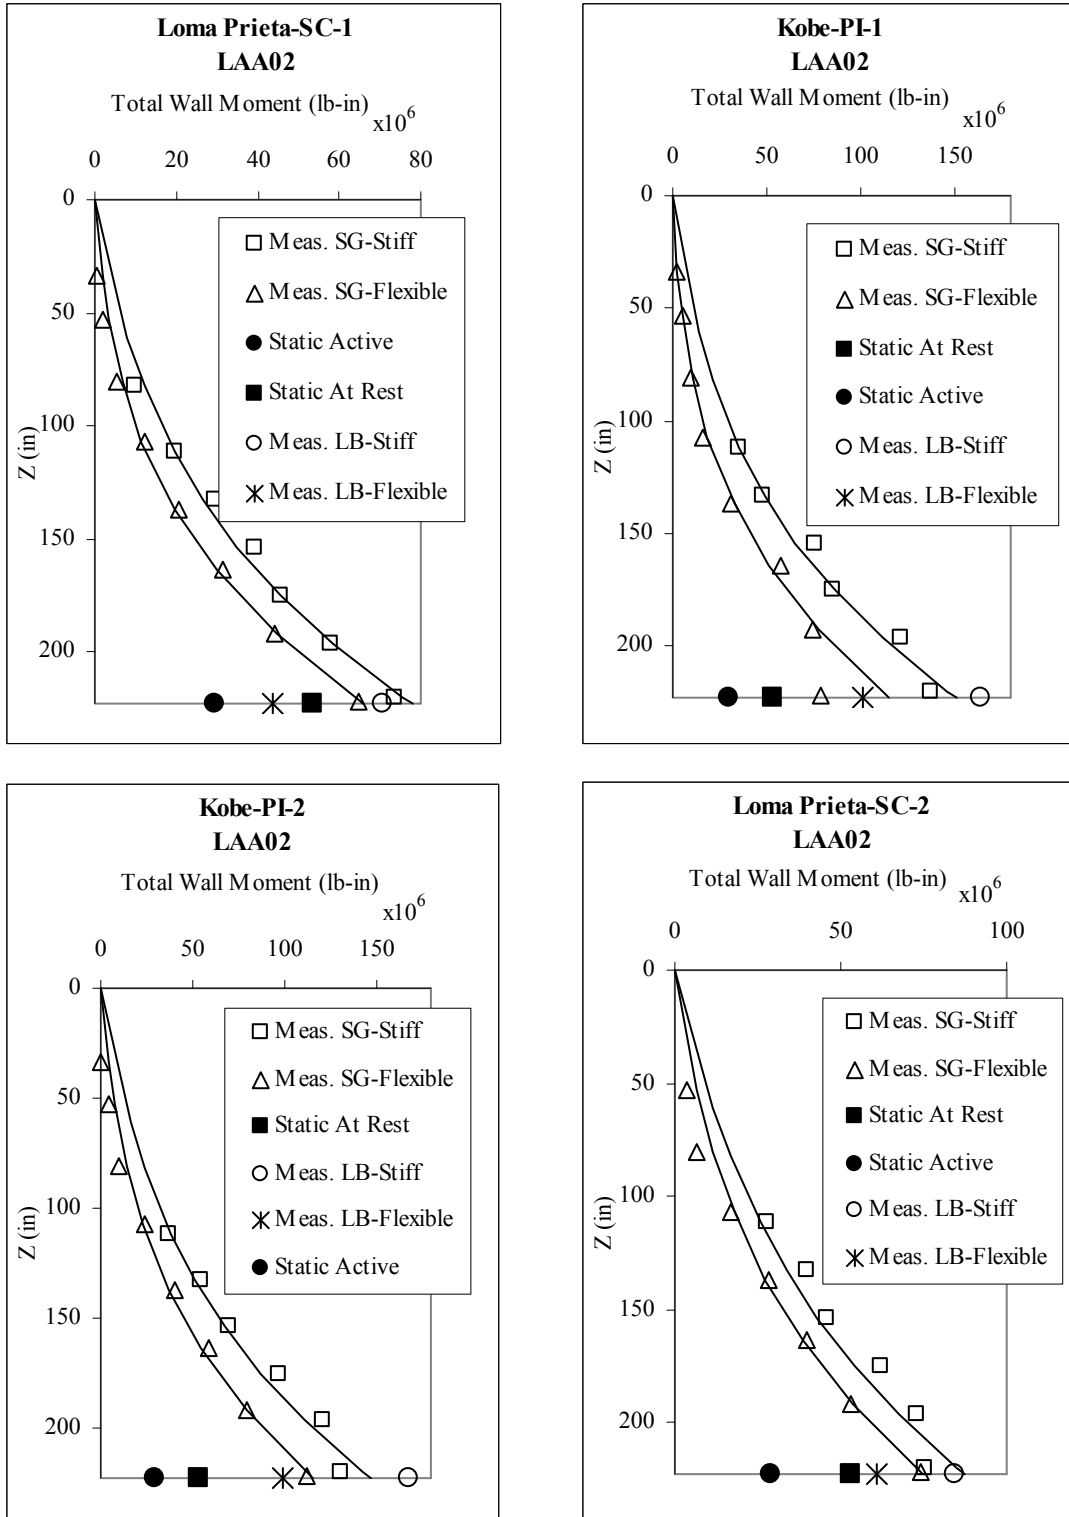 Loma Prieta-SC-1
LAA02
Total Wall Moment (lb-in)
x10^6
0 20 40 60 80
0
50
100
150
200
Z (in)
Meas. SG-Stiff
Meas. SG-Flexible
Static Active
Static At Rest
Meas. LB-Stiff
Meas. LB-Flexible
Kobe-PI-1
LAA02
Total Wall Moment (lb-in)
x10^6
0 50 100 150
0
50
100
150
200
Z (in)
Meas. SG-Stiff
Meas. SG-Flexible
Static At Rest
Static Active
Meas. LB-Stiff
Meas. LB-Flexible
Kobe-PI-2
LAA02
Total Wall Moment (lb-in)
x10^6
0 50 100 150
0
50
100
150
200
Z (in)
Meas. SG-Stiff
Meas. SG-Flexible
Static At Rest
Meas. LB-Stiff
Meas. LB-Flexible
Static Active
Loma Prieta-SC-2
LAA02
Total Wall Moment (lb-in)
x10^6
0 50 100
0
50
100
150
200
Z (in)
Meas. SG-Stiff
Meas. SG-Flexible
Static At Rest
Static Active
Meas. LB-Stiff
Meas. LB-Flexible